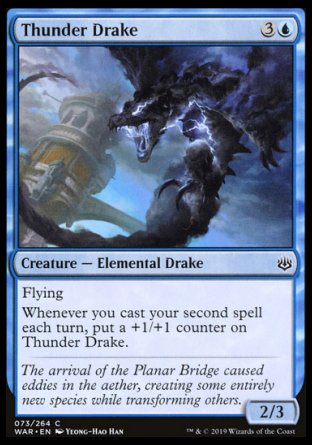 Thunder Drake 3
Creature — Elemental Drake
Flying
Whenever you cast your second spell
each turn, put a +1/+1 counter on
Thunder Drake.
The arrival of the Planar Bridge caused
eddies in the aether, creating some entirely
new species while transforming others.
2/3
073/264 C
WAR • EN Yeong-Hao Han
™ & © 2019 Wizards of the Coast